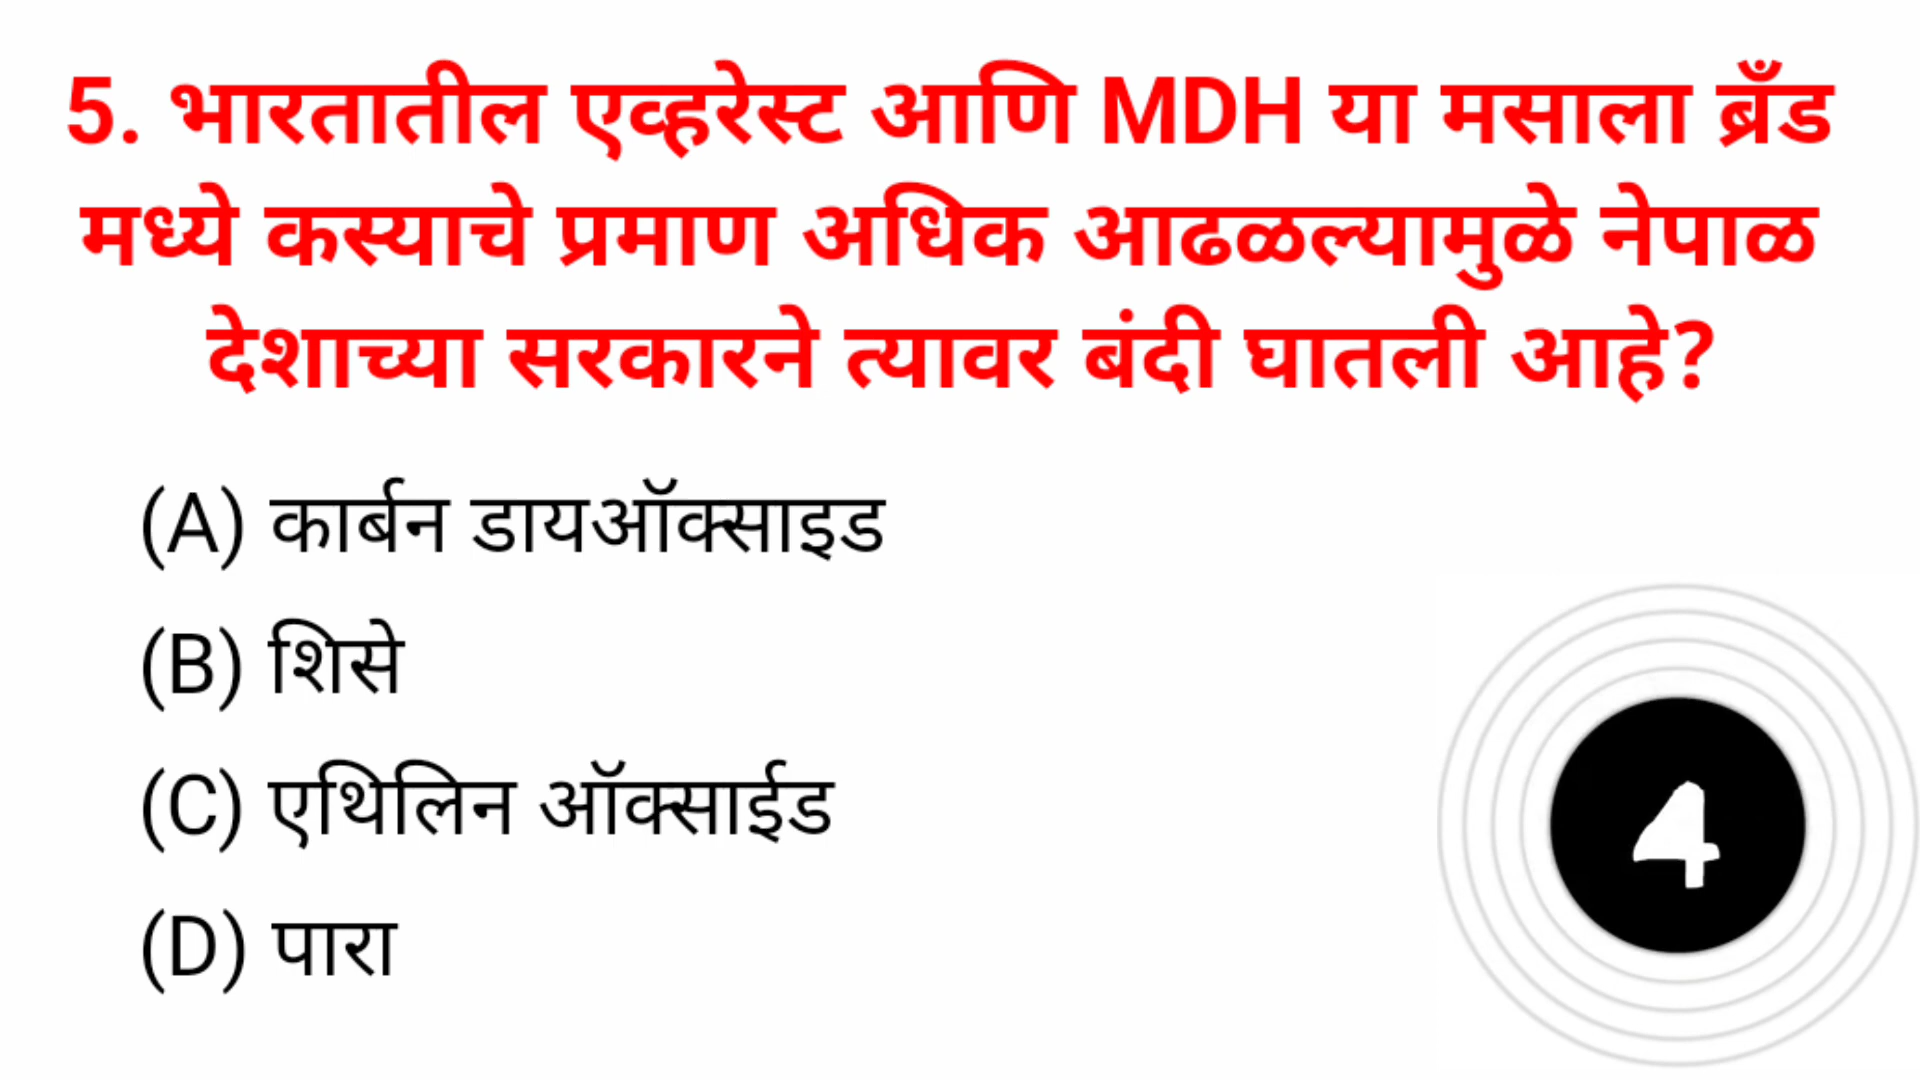 5. भारतातील एव्हरेस्ट आणि MDH या मसाला ब्रँड
मध्ये कस्याचे प्रमाण अधिक आढळल्यामुळे नेपाळ
देशाच्या सरकारने त्यावर बंदी घातली आहे?
(A) कार्बन डायऑक्साइड
(B) शिसे
(C) एथिलिन ऑक्साईड
(D) पारा
4